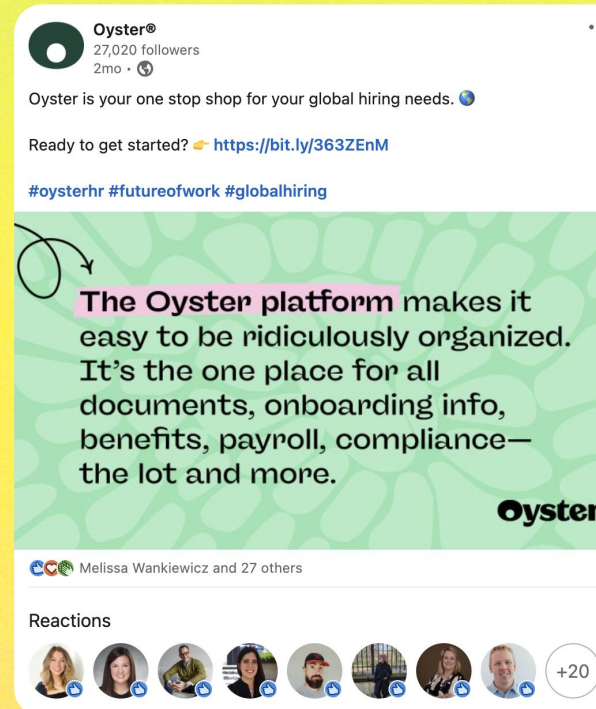 Oyster®
27,020 followers
2mo •
Oyster is your one stop shop for your global hiring needs. 🌎
Ready to get started? 👉 https://bit.ly/363ZEnM
#oysterhr #futureofwork #globalhiring
The Oyster platform makes it
easy to be ridiculously organized.
It's the one place for all
documents, onboarding info,
benefits, payroll, compliance—
the lot and more.
Oyster
Melissa Wankiewicz and 27 others
Reactions
+20